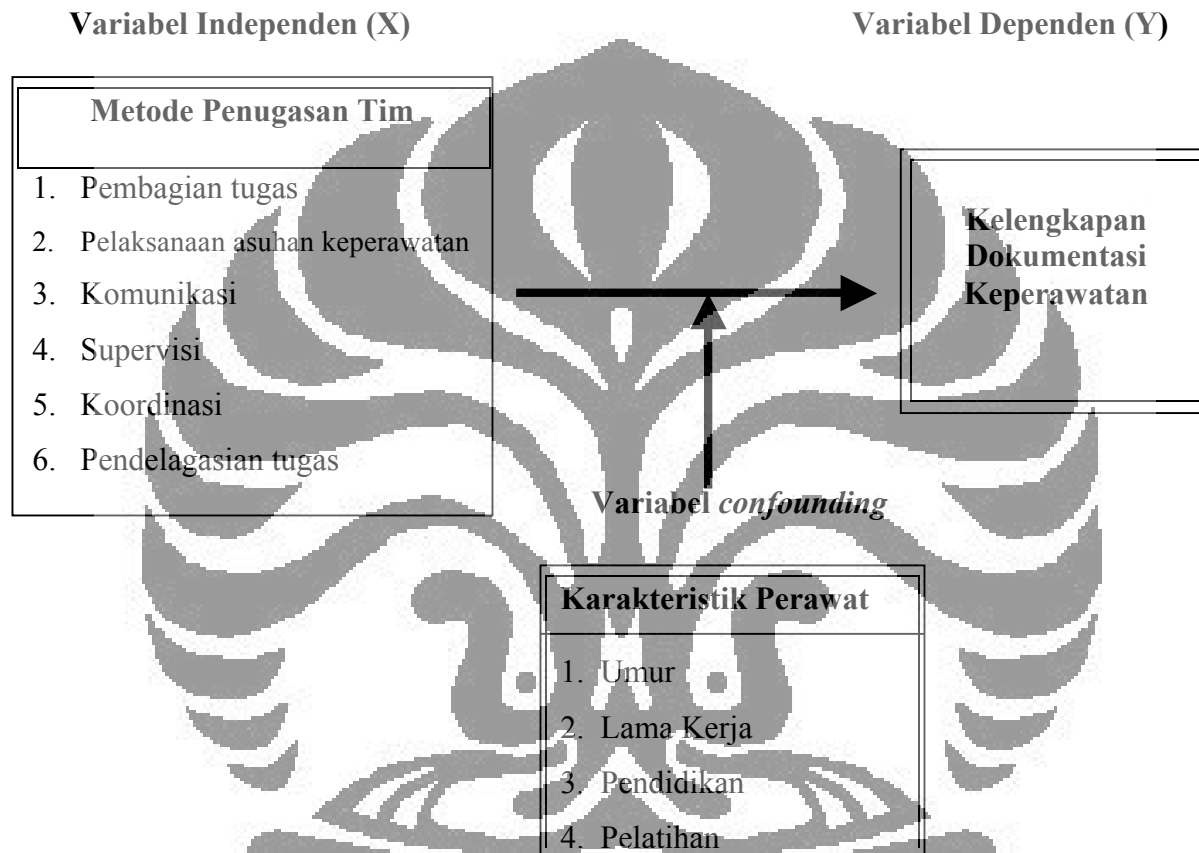 Variabel Independen (X)
Variabel Dependen (Y)
Metode Penugasan Tim
1. Pembagian tugas
2. Pelaksanaan asuhan keperawatan
3. Komunikasi
4. Supervisi
5. Koordinasi
6. Pendelagasian tugas
Kelengkapan
Dokumentasi
Keperawatan
Variabel confounding
Karakteristik Perawat
1. Umur
2. Lama Kerja
3. Pendidikan
4. Pelatihan